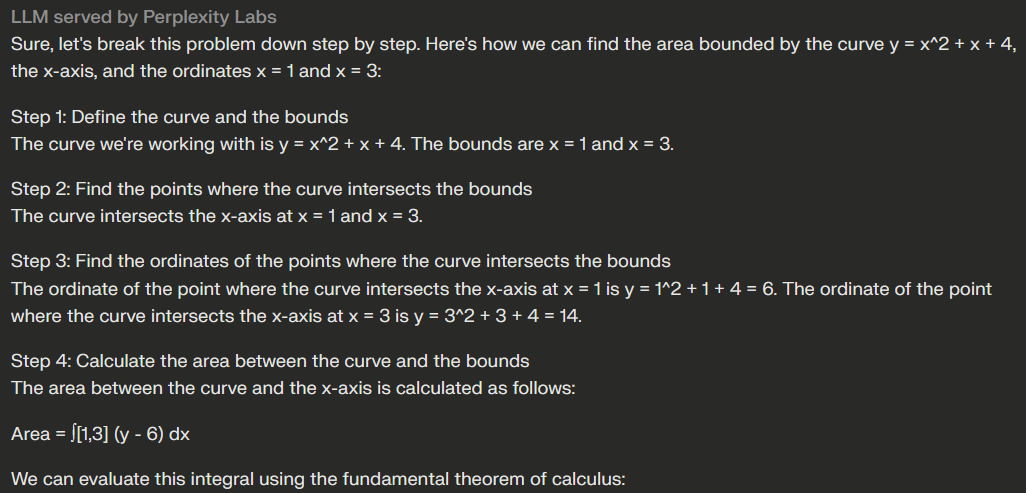 LLM served by Perplexity Labs
Sure, let's break this problem down step by step. Here's how we can find the area bounded by the curve y = x^2 + x + 4,
the x-axis, and the ordinates x = 1 and x = 3:
Step 1: Define the curve and the bounds
The curve we're working with is y = x^2 + x + 4. The bounds are x = 1 and x = 3.
Step 2: Find the points where the curve intersects the bounds
The curve intersects the x-axis at x = 1 and x = 3.
Step 3: Find the ordinates of the points where the curve intersects the bounds
The ordinate of the point where the curve intersects the x-axis at x = 1 is y = 1^2 + 1 + 4 = 6. The ordinate of the point
where the curve intersects the x-axis at x = 3 is y = 3^2 + 3 + 4 = 14.
Step 4: Calculate the area between the curve and the bounds
The area between the curve and the x-axis is calculated as follows:
Area = ∫[1,3] (y - 6) dx
We can evaluate this integral using the fundamental theorem of calculus: